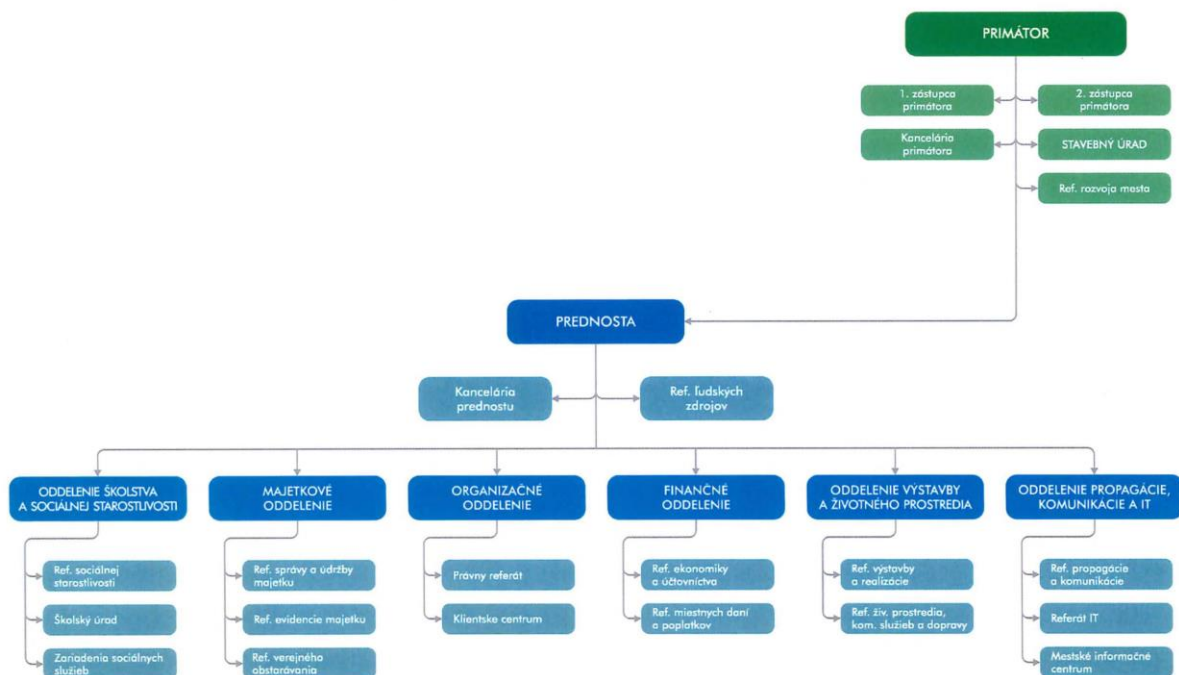 PRIMÁTOR
1. zástupca
primátora
2. zástupca
primátora
Kancelária
primátora
STAVEBNÝ ÚRAD
Ref. rozvoja mesta
PREDNOSTA
Kancelária
prednostu
Ref. ľudských
zdrojov
ODDELENIE ŠKOLSTVA
A SOCIÁLNEJ STAROSTLIVOSTI
Ref. sociálnej
starostlivosti
Školský úrad
Zariadenia sociálnych
služieb
MAJETKOVÉ
ODDELENIE
Ref. správy a údržby
majetku
Ref. evidencie majetku
Ref. verejného
obstarávania
ORGANIZAČNÉ
ODDELENIE
Právny referát
Klientske centrum
FINANČNÉ
ODDELENIE
Ref. ekonomiky
a účtovníctva
Ref. miestnych daní
a poplatkov
ODDELENIE VÝSTAVBY
A ŽIVOTNÉHO PROSTREDIA
Ref. výstavby
a realizácie
Ref. živ. prostredia,
kom. služieb a dopravy
ODDELENIE PROPAGÁCIE,
KOMUNIKÁCIE A IT
Ref. propagácie
a komunikácie
Referát IT
Mestské informačné
centrum